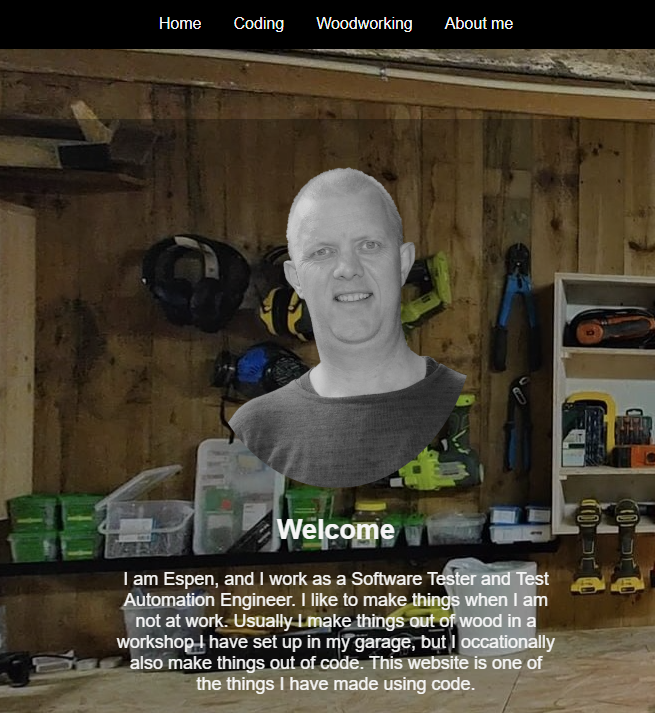 Home Coding Woodworking About me
Welcome
I am Espen, and I work as a Software Tester and Test
Automation Engineer. I like to make things when I am
not at work. Usually I make things out of wood in a
workshop I have set up in my garage, but I occationally
also make things out of code. This website is one of
the things I have made using code.